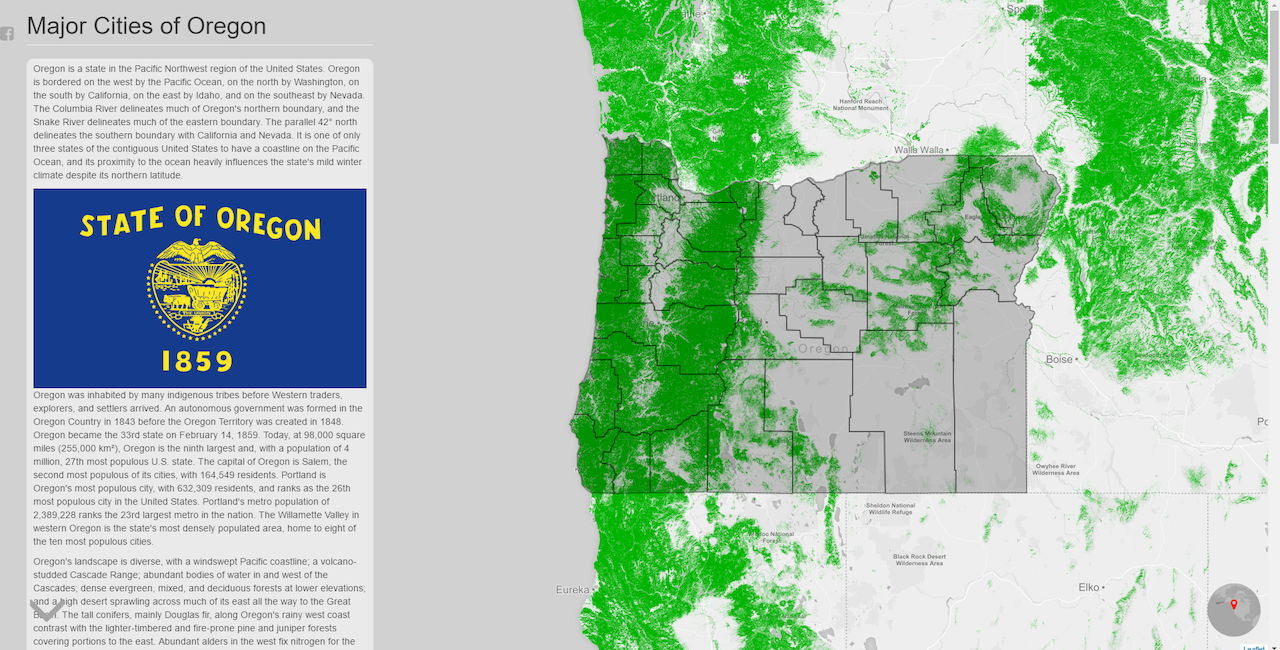 Major Cities of Oregon
Oregon is a state in the Pacific Northwest region of the United States. Oregon
is bordered on the west by the Pacific Ocean, on the north by Washington, on
the south by California, on the east by Idaho, and on the southeast by Nevada.
The Columbia River delineates much of Oregon's northern boundary, and the
Snake River delineates much of the eastern boundary. The parallel 42° north
delineates the southern boundary with California and Nevada. It is one of only
three states of the contiguous United States to have a coastline on the Pacific
Ocean, and its proximity to the ocean heavily influences the state's mild winter
climate despite its northern latitude.
STATE OF OREGON
1859
Oregon was inhabited by many indigenous tribes before Western traders,
explorers, and settlers arrived. An autonomous government was formed in the
Oregon Country in 1843 before the Oregon Territory was created in 1848.
Oregon became the 33rd state on February 14, 1859. Today, at 98,000 square
miles (255,000 km²), Oregon is the ninth largest and, with a population of 4
million, 27th most populous U.S. state. The capital of Oregon is Salem, the
second most populous of its cities, with 164,549 residents. Portland is
Oregon's most populous city, with 632,309 residents, and ranks as the 26th
most populous city in the United States. Portland's metro population of
2,389,228 ranks the 23rd largest metro in the nation. The Willamette Valley in
western Oregon is the state's most densely populated area, home to eight of
the ten most populous cities.
Oregon's landscape is diverse, with a windswept Pacific coastline; a volcano-
studded Cascade Range; abundant bodies of water in and west of the
Cascades; dense evergreen, mixed, and deciduous forests at lower elevations;
and a high desert sprawling across much of its east all the way to the Great
The tall conifers, mainly Douglas fir, along Oregon's rainy west coast
contrast with the lighter-timbered and fire-prone pine and juniper forests
covering portions to the east. Abundant alders in the west fix nitrogen for the
Hanford Reach
National Monument
Walla Walla
Eagle
Oregon
Boise
Steens Mountain
Wilderness Area
Owyhee River
Wilderness Area
Sheldon National
Wildlife Refuge
Black Rock Desert
Wilderness Area
Eureka
Elko
Leaflet